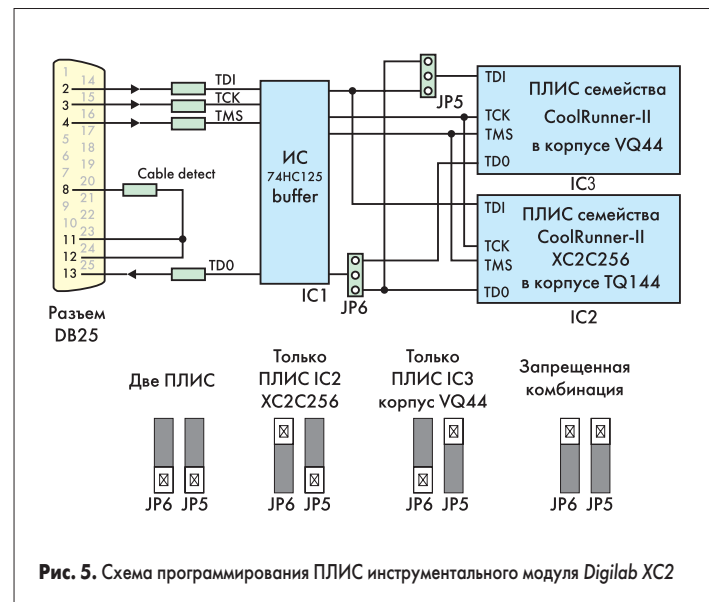 1
14
2
15
3
16
4
17
5
18
6
19
7
20
8
21
9
22
10
23
11
24
12
25
13
Разъем
DB25
TDI
TCK
TMS
Cable detect
TD0
ИС
74HC125
buffer
IC1
JP5
JP6
TDI
TCK
TMS
TD0
ПЛИС семейства
CoolRunner-II
в корпусе VQ44
IC3
TDI
TCK
TMS
TD0
ПЛИС семейства
CoolRunner-II
XC2C256
в корпусе TQ144
IC2
Две ПЛИС
JP6 JP5
Только
ПЛИС IC2
XC2C256
JP6 JP5
Только
ПЛИС IC3
корпус VQ44
JP6 JP5
Запрещенная
комбинация
JP6 JP5
Рис. 5. Схема программирования ПЛИС инструментального модуля Digilab XC2